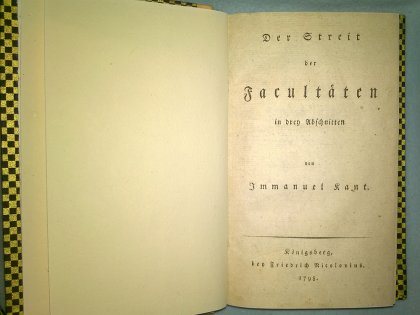 Der Streit
der
Facultäten
in drey Abschnitten
von
Immanuel Kant.
Königsberg,
bey Friedrich Nicolovius.
1798.